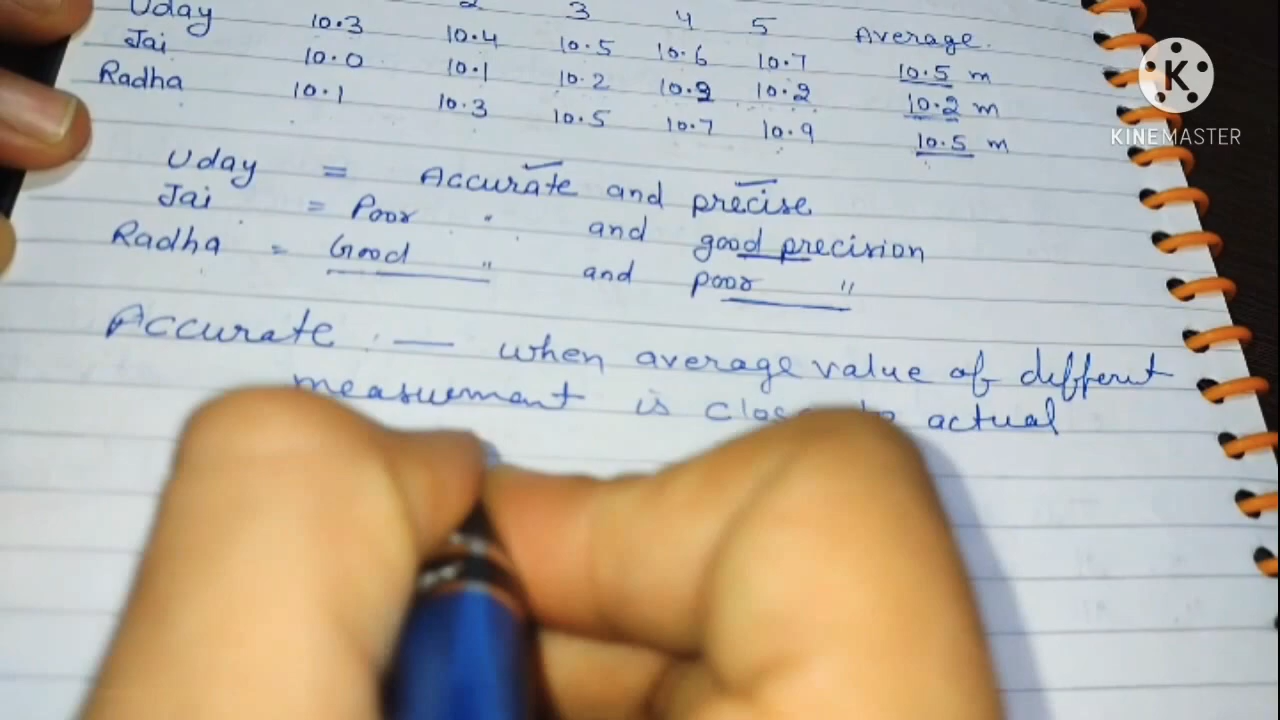 2 3 4 5 Average.
Uday 10.3 10.4 10.5 10.6 10.7 10.5 m
Jai 10.0 10.1 10.2 10.2 10.2 10.2 m
Radha 10.1 10.3 10.5 10.7 10.9 10.5 m
Uday = Accurate and precise
Jai = Poor " and good precision
Radha = Good " and poor "
Accurate — when average value of different
measurement is close to actual
KINEMASTER